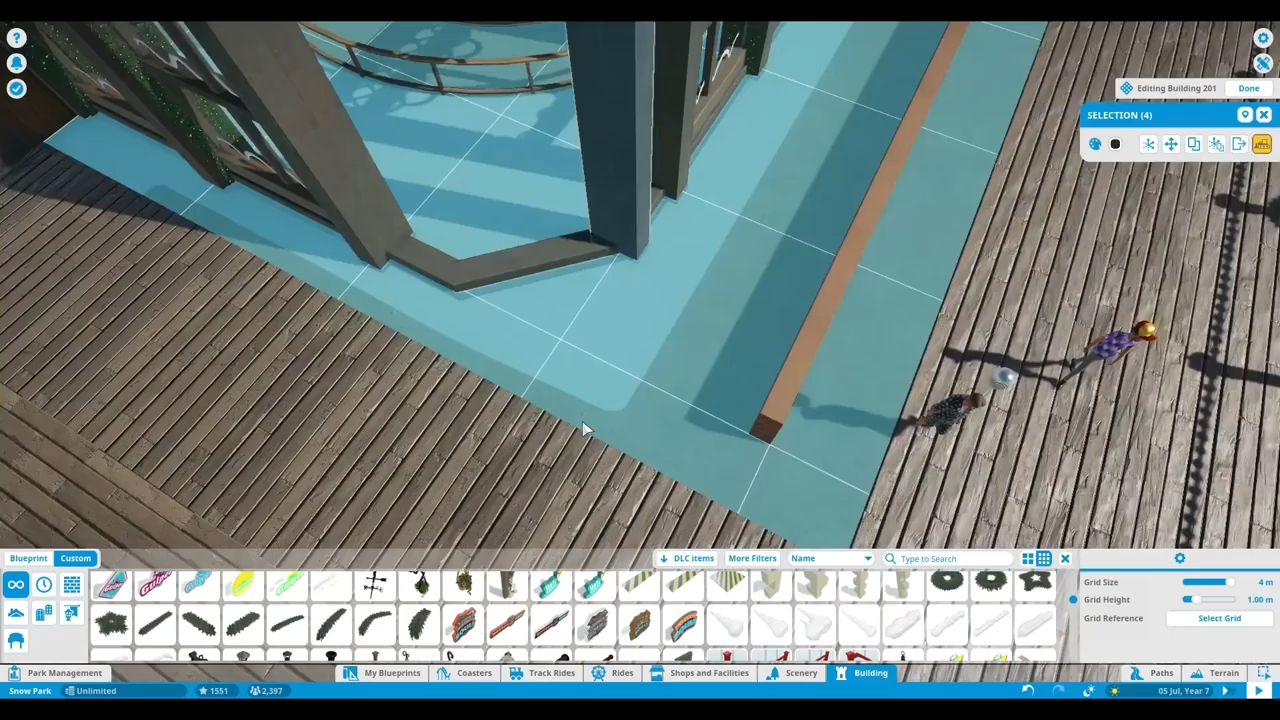 Editing Building 201 Done
SELECTION (4)
Blueprint Custom
DLC items More Filters Name Type to Search
Grid Size 4 m
Grid Height 1.00 m
Grid Reference Select Grid
Park Management My Blueprints Coasters Track Rides Rides Shops and Facilities Scenery Building Paths Terrain
Snow Park Unlimited 1551 2,397 05 Jul, Year 7